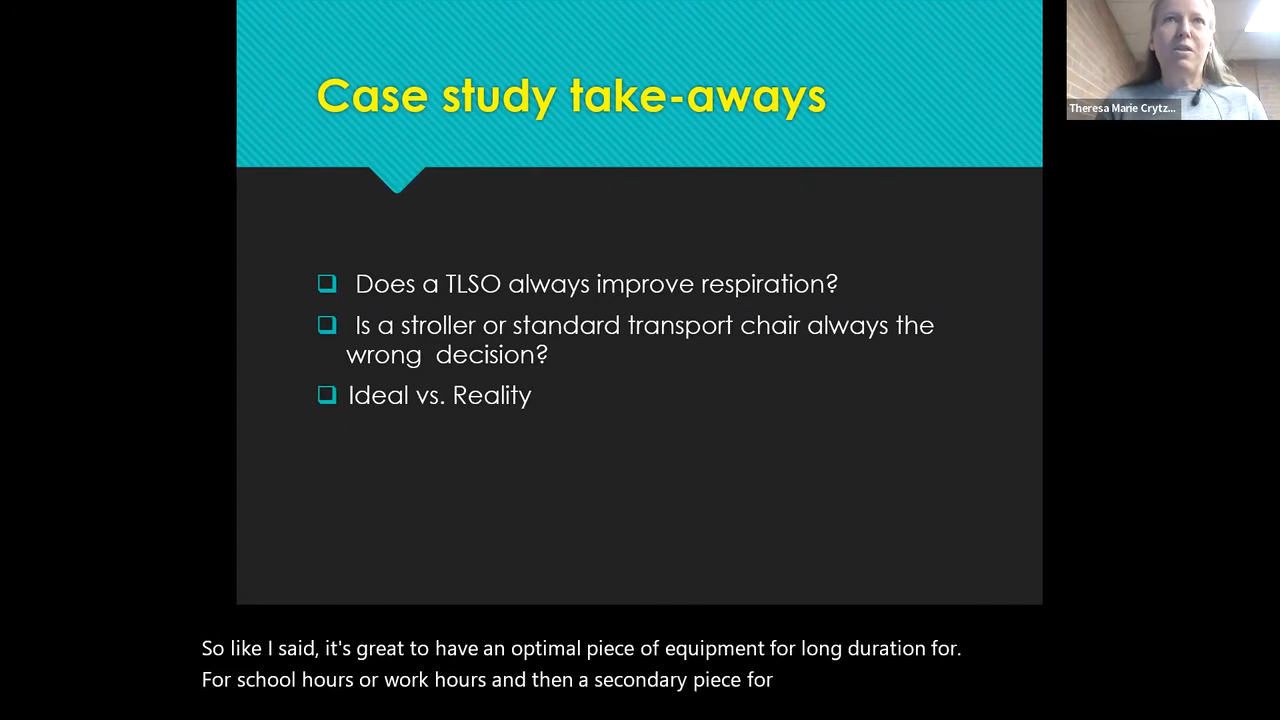 Case study take-aways
Theresa Marie Crytz...
Does a TLSO always improve respiration?
Is a stroller or standard transport chair always the
wrong decision?
Ideal vs. Reality
So like I said, it's great to have an optimal piece of equipment for long duration for.
For school hours or work hours and then a secondary piece for